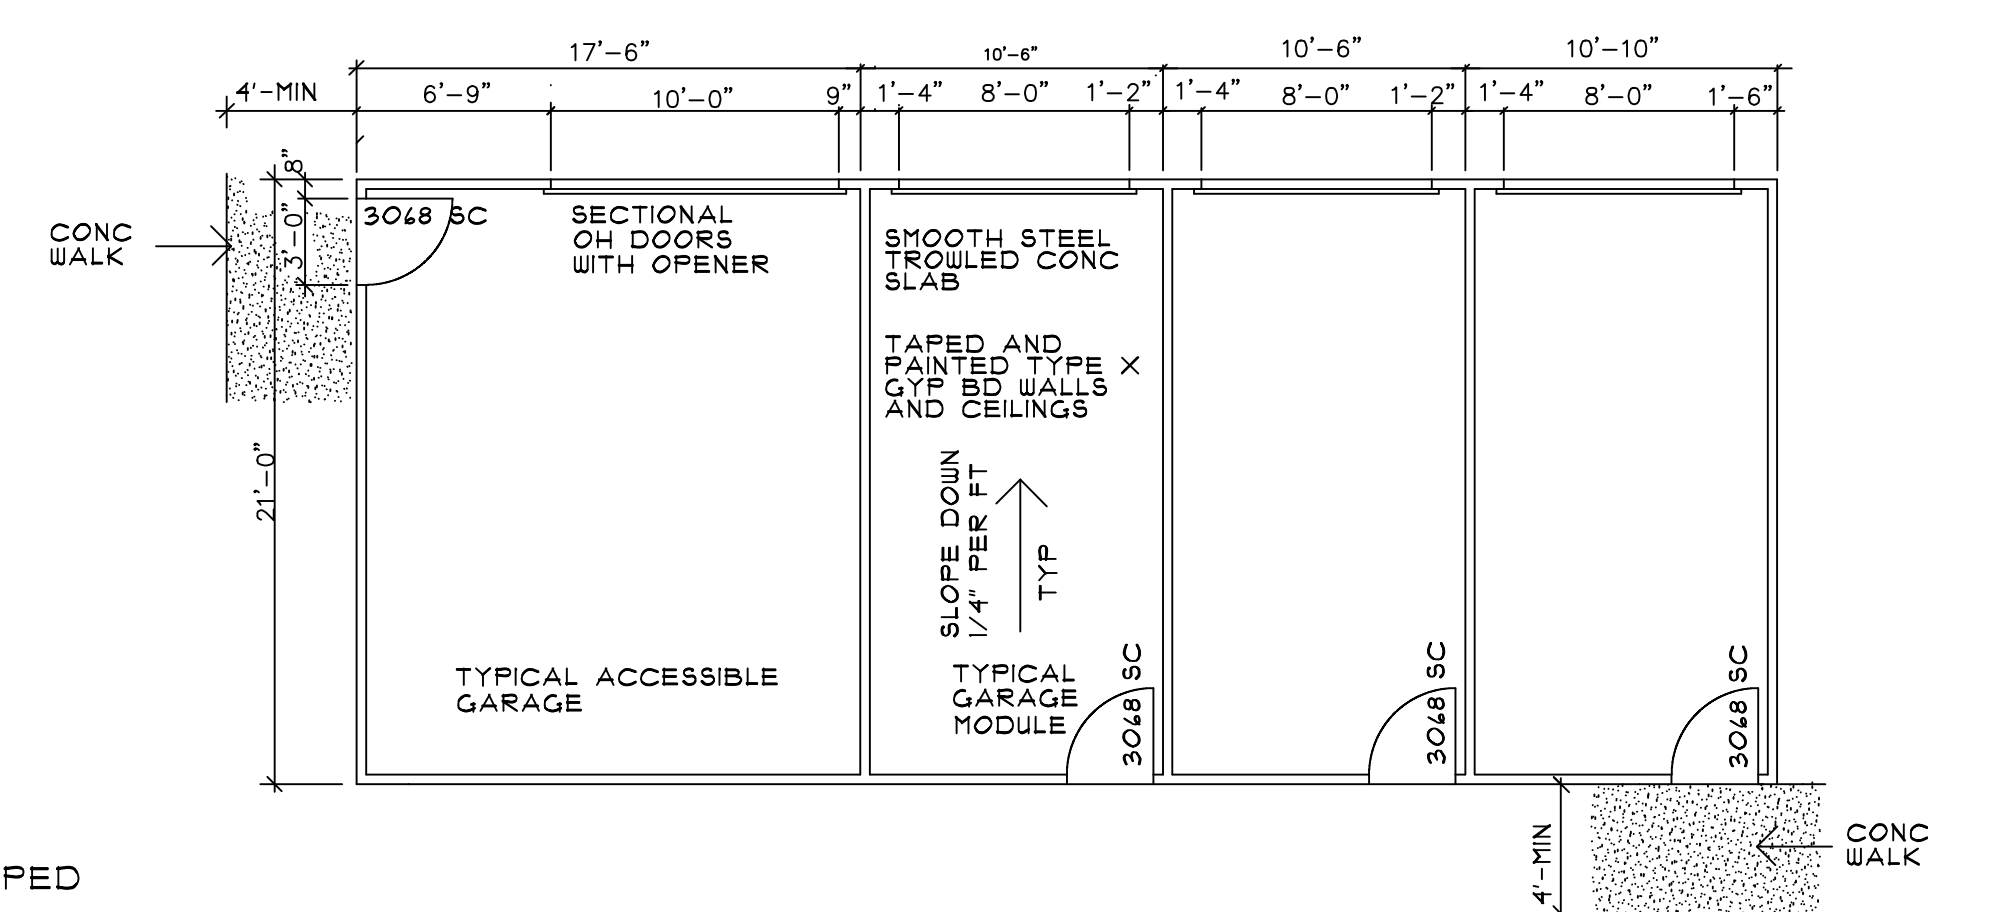 17'-6"
10'-6"
10'-6"
10'-10"
4'-MIN
6'-9"
10'-0"
9"
1'-4"
8'-0"
1'-2"
1'-4"
8'-0"
1'-2"
1'-4"
8'-0"
1'-6"
8"
3'-0"
21'-0"
CONC
WALK
3068 SC
SECTIONAL
OH DOORS
WITH OPENER
SMOOTH STEEL
TROWLED CONC
SLAB
TAPED AND
PAINTED TYPE X
GYP BD WALLS
AND CEILINGS
SLOPE DOWN
1/4" PER FT
TYP
TYPICAL ACCESSIBLE
GARAGE
TYPICAL
GARAGE
MODULE
3068 SC
3068 SC
3068 SC
4'-MIN
CONC
WALK
PED